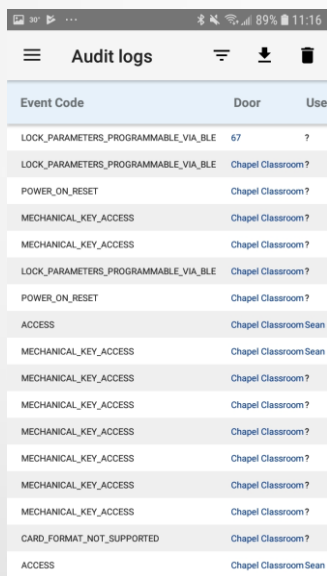 30° ... 89% 11:16
Audit logs
Event Code Door Use
LOCK_PARAMETERS_PROGRAMMABLE_VIA_BLE 67 ?
LOCK_PARAMETERS_PROGRAMMABLE_VIA_BLE Chapel Classroom ?
POWER_ON_RESET Chapel Classroom ?
MECHANICAL_KEY_ACCESS Chapel Classroom ?
MECHANICAL_KEY_ACCESS Chapel Classroom ?
LOCK_PARAMETERS_PROGRAMMABLE_VIA_BLE Chapel Classroom ?
POWER_ON_RESET Chapel Classroom ?
ACCESS Chapel Classroom Sean
MECHANICAL_KEY_ACCESS Chapel Classroom Sean
MECHANICAL_KEY_ACCESS Chapel Classroom ?
MECHANICAL_KEY_ACCESS Chapel Classroom ?
MECHANICAL_KEY_ACCESS Chapel Classroom ?
MECHANICAL_KEY_ACCESS Chapel Classroom ?
MECHANICAL_KEY_ACCESS Chapel Classroom ?
MECHANICAL_KEY_ACCESS Chapel Classroom ?
CARD_FORMAT_NOT_SUPPORTED Chapel Classroom ?
ACCESS Chapel Classroom Sean